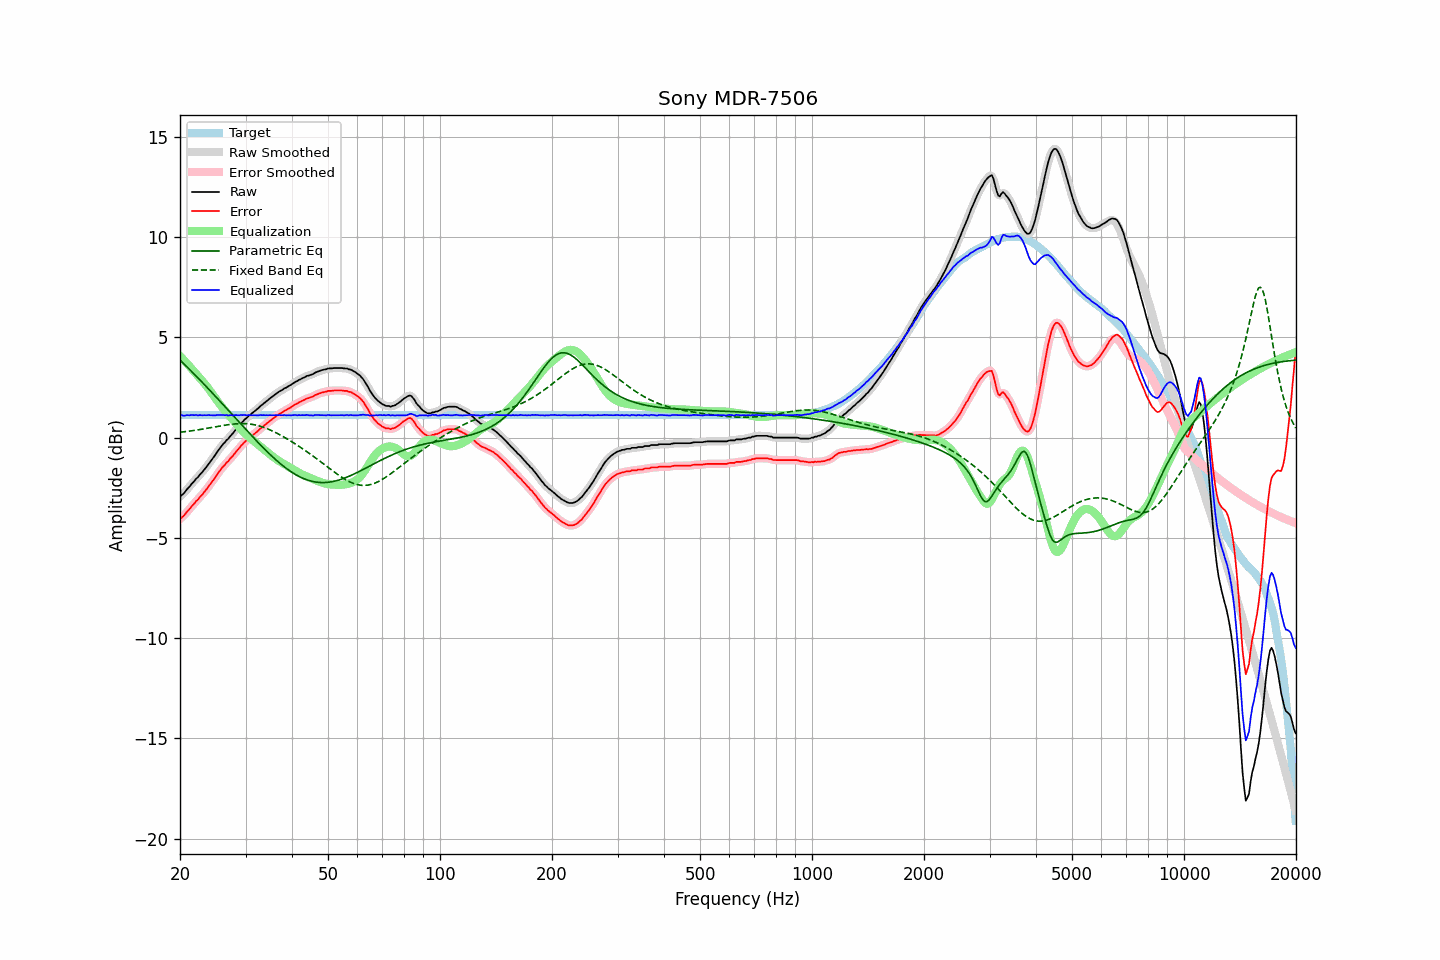 Sony MDR-7506
Target
Raw Smoothed
Error Smoothed
Raw
Error
Equalization
Parametric Eq
Fixed Band Eq
Equalized
15
10
5
0
−5
−10
−15
−20
Amplitude (dBr)
20 50 100 200 500 1000 2000 5000 10000 20000
Frequency (Hz)